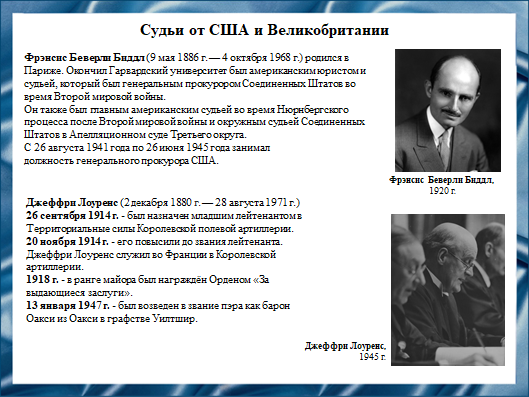 Судьи от США и Великобритании
Фрэнсис Беверли Биддл (9 мая 1886 г. — 4 октября 1968 г.) родился в
Париже. Окончил Гарвардский университет был американским юристом и
судьей, который был генеральным прокурором Соединенных Штатов во
время Второй мировой войны.
Он также был главным американским судьей во время Нюрнбергского
процесса после Второй мировой войны и окружным судьей Соединенных
Штатов в Апелляционном суде Третьего округа.
С 26 августа 1941 года по 26 июня 1945 года занимал
должность генерального прокурора США.
Фрэнсис Беверли Биддл,
1920 г.
Джеффри Лоуренс (2 декабря 1880 г. — 28 августа 1971 г.)
26 сентября 1914 г. - был назначен младшим лейтенантом в
Территориальные силы Королевской полевой артиллерии.
20 ноября 1914 г. - его повысили до звания лейтенанта.
Джеффри Лоуренс служил во Франции в Королевской
артиллерии.
1918 г. - в ранге майора был награждён Орденом «За
выдающиеся заслуги».
13 января 1947 г. - был возведен в звание пэра как барон
Оакси из Оакси в графстве Уилтшир.
Джеффри Лоуренс,
1945 г.